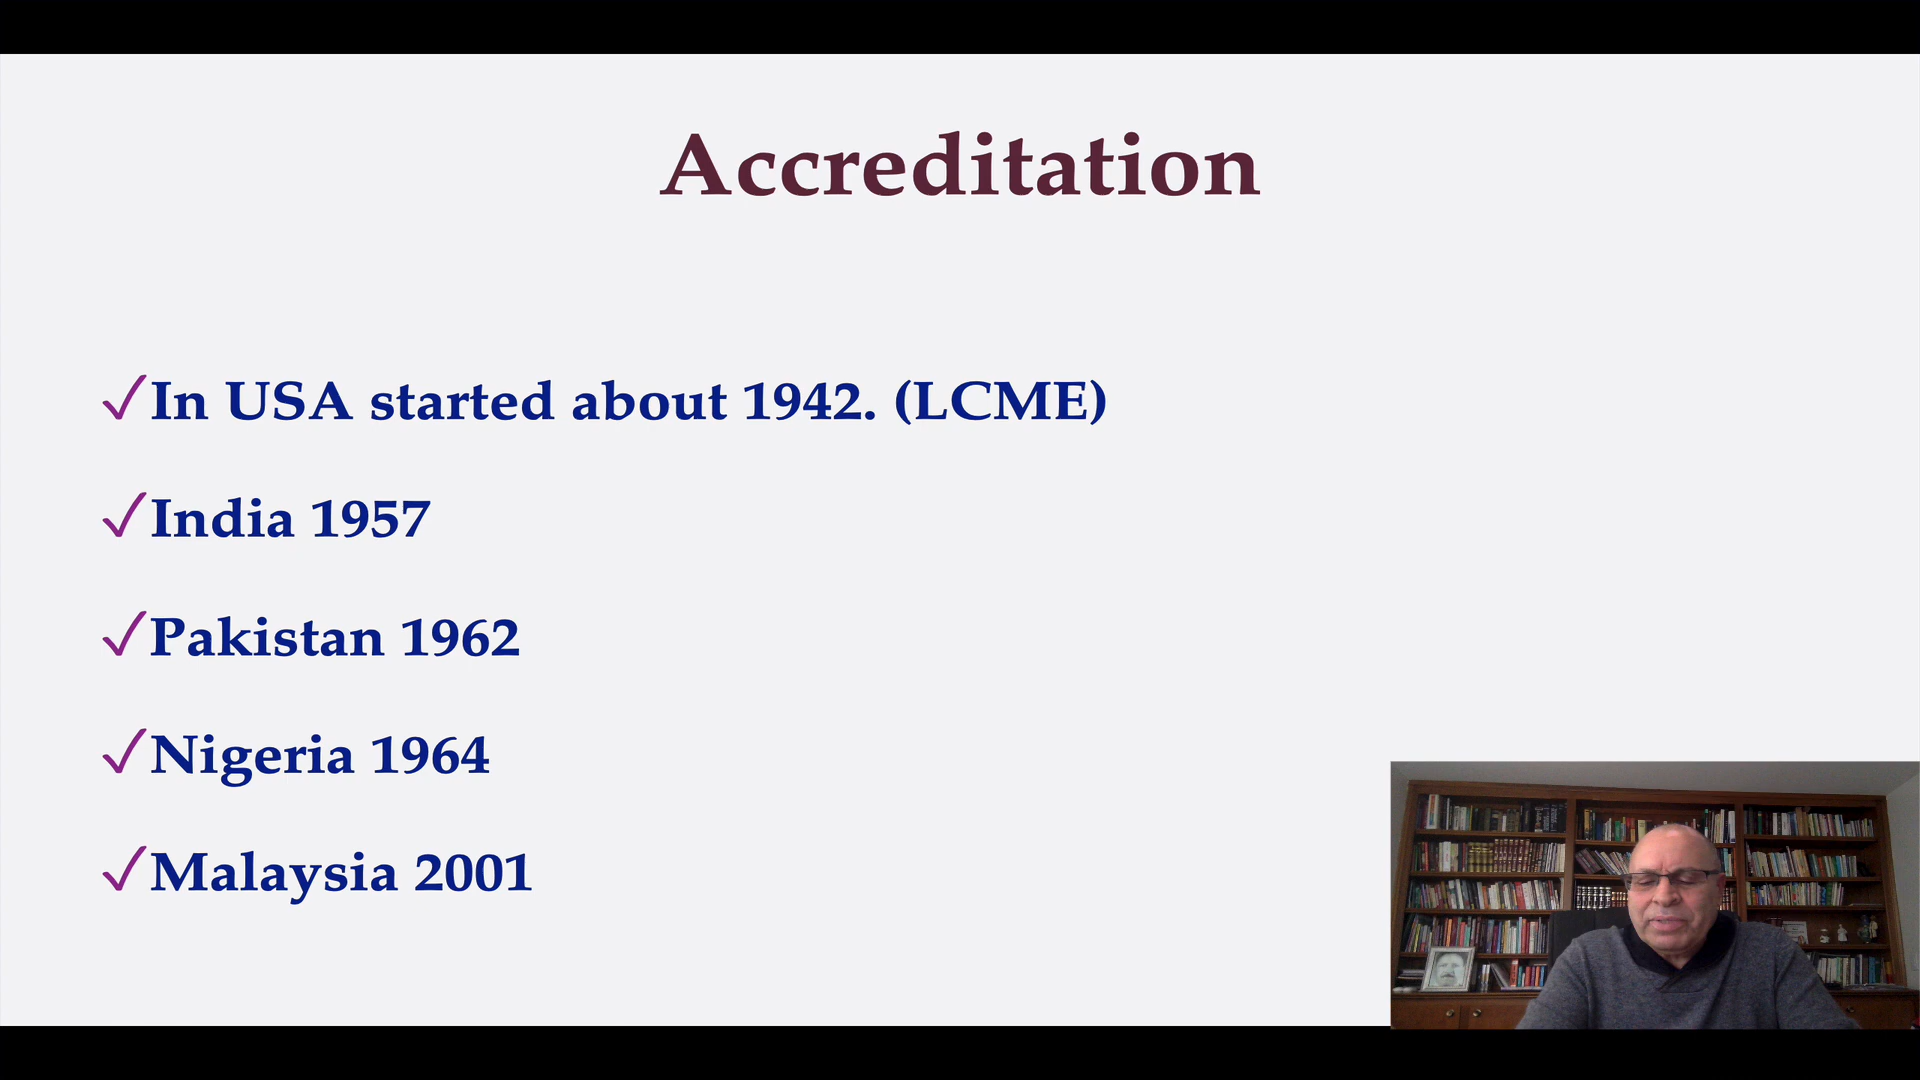 Accreditation
✓In USA started about 1942. (LCME)
✓India 1957
✓Pakistan 1962
✓Nigeria 1964
✓Malaysia 2001